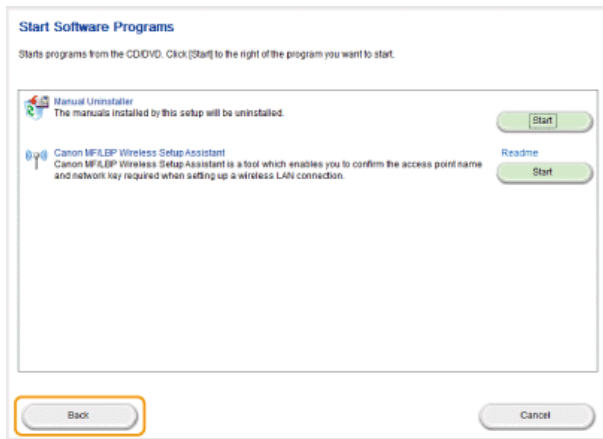 Start Software Programs
Starts programs from the CD/DVD. Click [Start] to the right of the program you want to start.
Manual Uninstaller
The manuals installed by this setup will be uninstalled.
Start
Canon MF/LBP Wireless Setup Assistant
Readme
Canon MF/LBP Wireless Setup Assistant is a tool which enables you to confirm the access point name
and network key required when setting up a wireless LAN connection.
Start
Back
Cancel